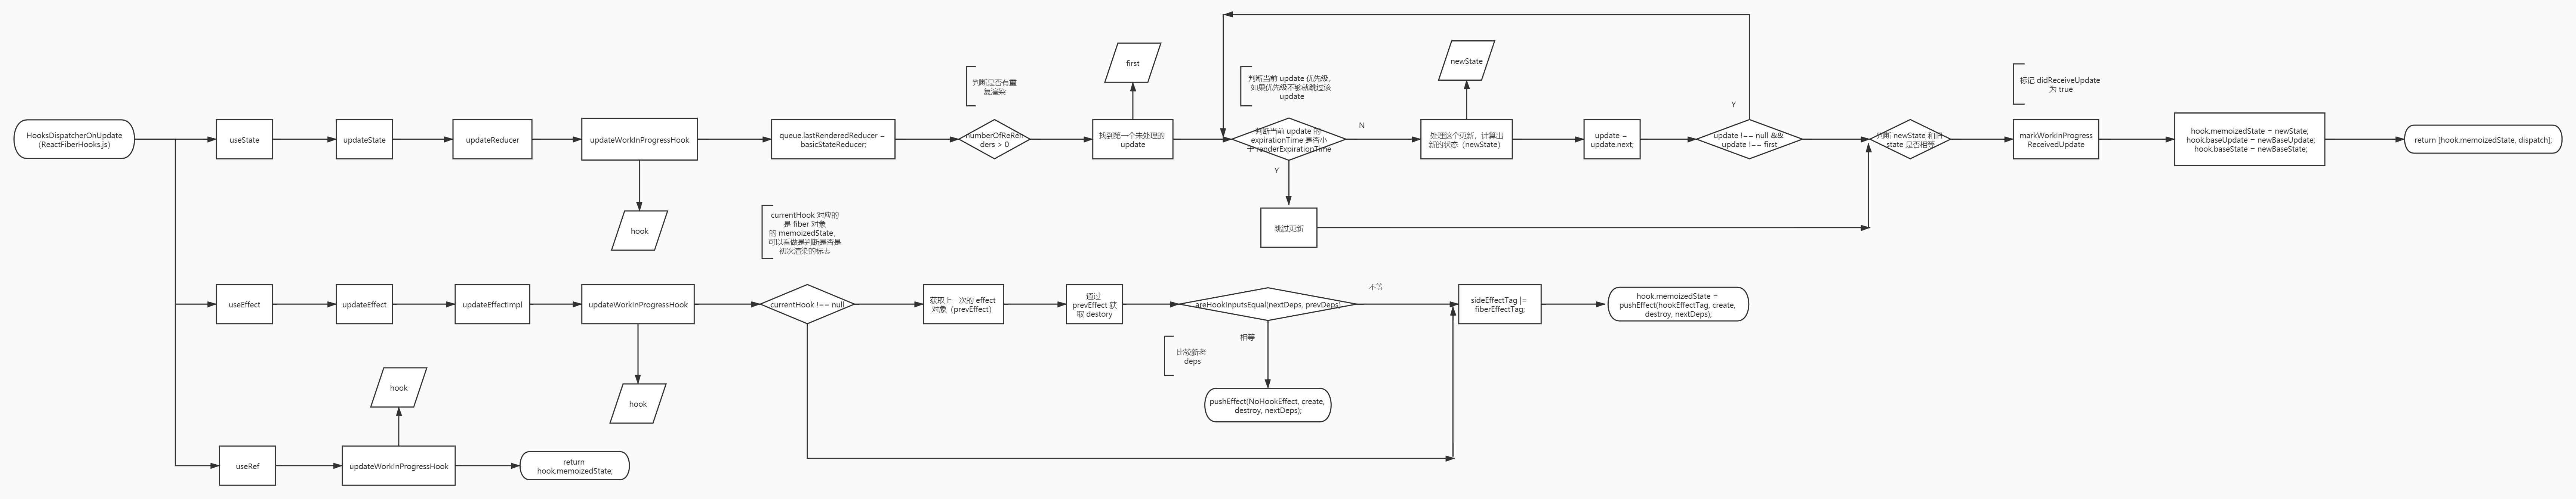 HooksDispatcherOnUpdate
(ReactFiberHooks.js)
useState
updateState
updateReducer
updateWorkInProgressHook
hook
queue.lastRenderedReducer =
basicStateReducer;
判断是否有重
复渲染
numberOfReRen
ders > 0
first
找到第一个未处理的
update
判断当前 update 优先级，
如果优先级不够就跳过该
update
判断当前 update 的
expirationTime 是否小
于 renderExpirationTime
N
Y
跳过更新
newState
处理这个更新，计算出
新的状态（newState）
update =
update.next;
Y
update !== null &&
update !== first
判断 newState 和旧
state 是否相等
标记 didReceiveUpdate
为 true
markWorkInProgress
ReceivedUpdate
hook.memoizedState = newState;
hook.baseUpdate = newBaseUpdate;
hook.baseState = newBaseState;
return [hook.memoizedState, dispatch];
useEffect
updateEffect
updateEffectImpl
updateWorkInProgressHook
hook
currentHook 对应的
是 fiber 对象
的 memoizedState，
可以看做是判断是否是
初次渲染的标志
currentHook !== null
获取上一次的 effect
对象（prevEffect）
通过
prevEffect 获
取 destory
areHookInputsEqual(nextDeps, prevDeps)
不等
相等
比较新老
deps
pushEffect(NoHookEffect, create,
destroy, nextDeps);
sideEffectTag |=
fiberEffectTag;
hook.memoizedState =
pushEffect(hookEffectTag, create,
destroy, nextDeps);
hook
useRef
updateWorkInProgressHook
return
hook.memoizedState;